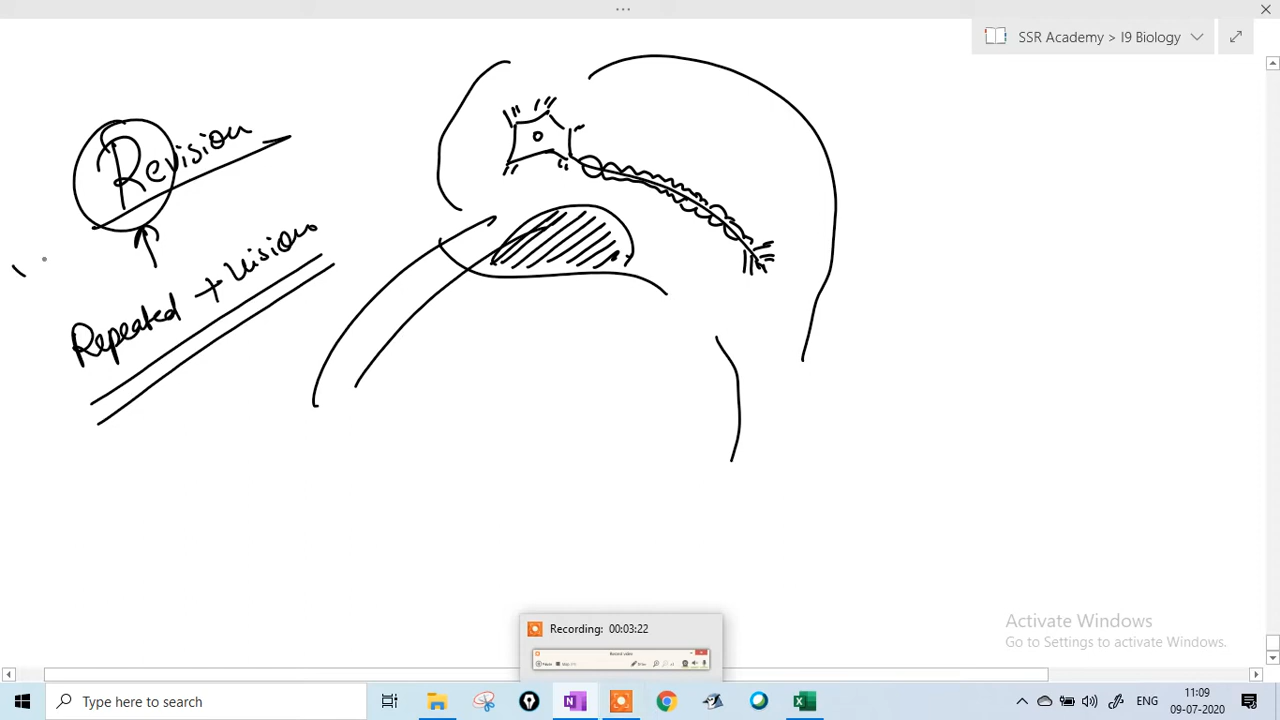 SSR Academy > I9 Biology
Revision
Repeated + Vision
Activate Windows
Go to Settings to activate Windows.
Recording: 00:03:22
Type here to search
ENG
11:09
09-07-2020